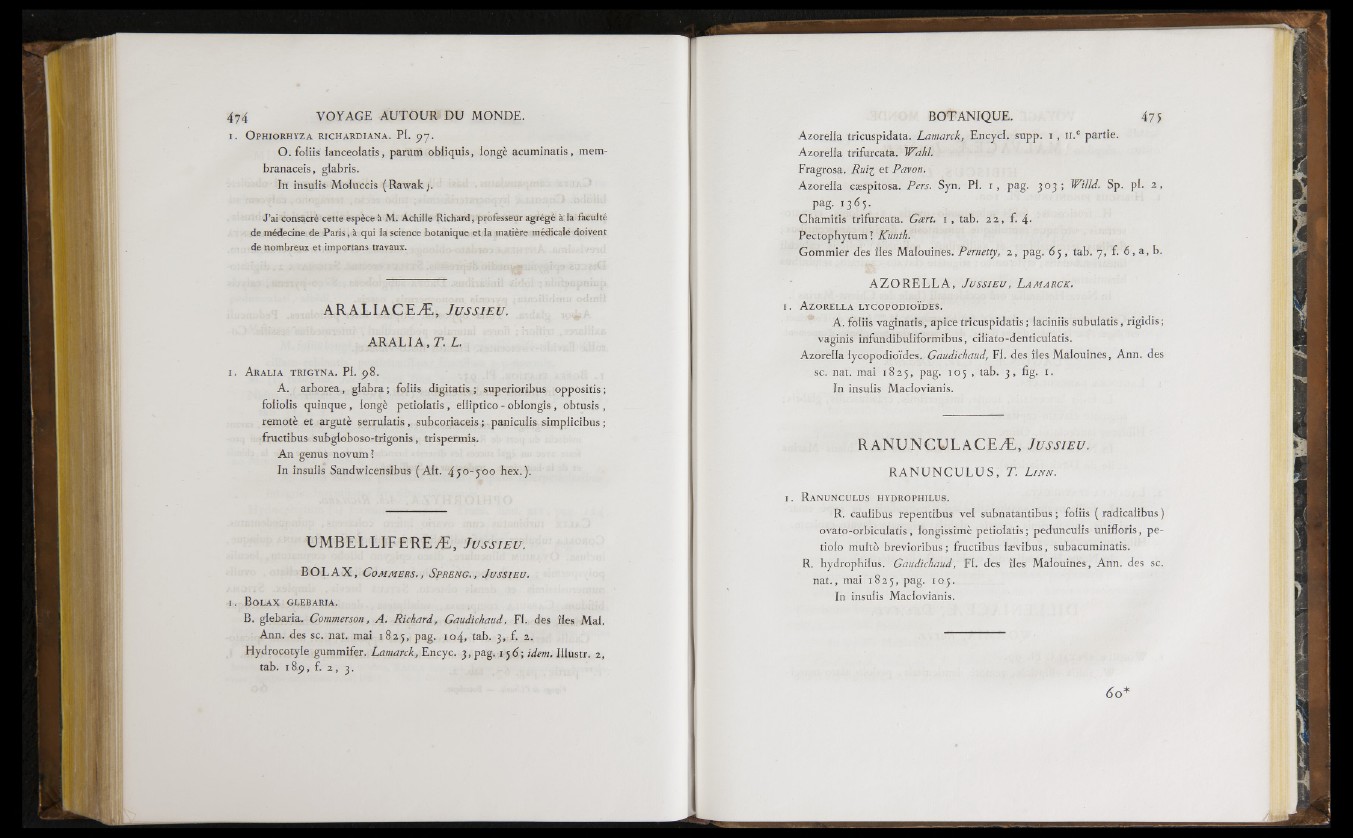 474 VOYAGE AUTOUR DU MONDE.
1. OPHIORHYZA RICHARDIANA. Pl. 97.
O. foliis lanceolatis, parùm obliquis, longè acuminatis, mem-
branaceis, glabris.
In insulis Moluccis (Rawak).
J'ai consacré cette espèce à M. Achille Richard, professeur agrégé à la faculté
de médecine de Paris, à qui la science botanique et la matière médicale doivent
de nombreux et importans travaux.
ARALIACEÆ, JUSSIEU.
ARALIA, T. L.
1. ARALIA TRIGYNA. Pl. 98.
A. arborea, glabra; foliis digitatis; superioribus oppositis;
foliolis quinque, longè petiolatis, elliptico-oblongis, obtusis,
remotè et argutè serrulatis, subcoriaceis; paniculis simplicibus;
fructibus subgloboso-trigonis, trispermis.
An genus novum?
In insulis Sandwicensibus (Alt. 450-500 hex.).
UMBELLIFEREÆ, JUSSIEU.
BOLAX, COMMERS., SPRENG., JUSSIEU.
1. BOLAX GLEBARIA.
B. glebaria. Commerson, A. Richard, Gaudichaud, Fl. des îles Mal.
Ann. des sc. nat. mai 1825, pag. 104, tab. 3, f. 2.
Hydrocotyle gummifer. Lamarck, Encyc. 3, pag. 156; idem. Illustr. 2,
tab. 189, f. 2, 3.
BOTANIQUE. 475
Azorella tricuspidata. Lamarck, Encycl. supp. 1, II.e partie.
Azorella trifurcata. Wahl.
Fragrosa. Ruiz et Pavon.
Azorella cæspitosa. Pers. Syn. Pl. 1, pag. 303; Willd. Sp. pl. 2,
pag. 1365.
Chamitis trifurcata. Gært. 1, tab. 22, f. 4.
Pectophytum? Kunth.
Gommier des îles Malouines. Pernetty, 2, pag. 65, tab. 7, f. 6, a, b.
AZORELLA, JUSSIEU, LAMARCK.
1. AZORELLA LYCOPODIOÏDES.
A. foliis vaginatis, apice tricuspidatis; laciniis subulatis, rigidis;
vaginis infundibuliformibus, ciliato-denticulatis.
Azorella lycopodioïdes. Gaudichaud, Fl. des îles Malouines, Ann. des
sc. nat. mai 1825, pag. 105, tab. 3, fig. 1.
In insulis Maclovianis.
RANUNCULACEÆ, JUSSIEU.
RANUNCULUS, T. LINN.
1. RANUNCULUS HYDROPHILUS.
R. caulibus repentibus vel subnatantibus; foliis (radicalibus)
ovato-orbiculatis, longissimè petiolatis; pedunculis unifloris, pe-
tiolo multò brevioribus; fructibus lævibus, subacuminatis.
R. hydrophilus. Gaudichaud, Fl. des îles Malouines, Ann. des sc.
nat., mai 1825, pag. 105.
In insulis Maclovianis.
60*